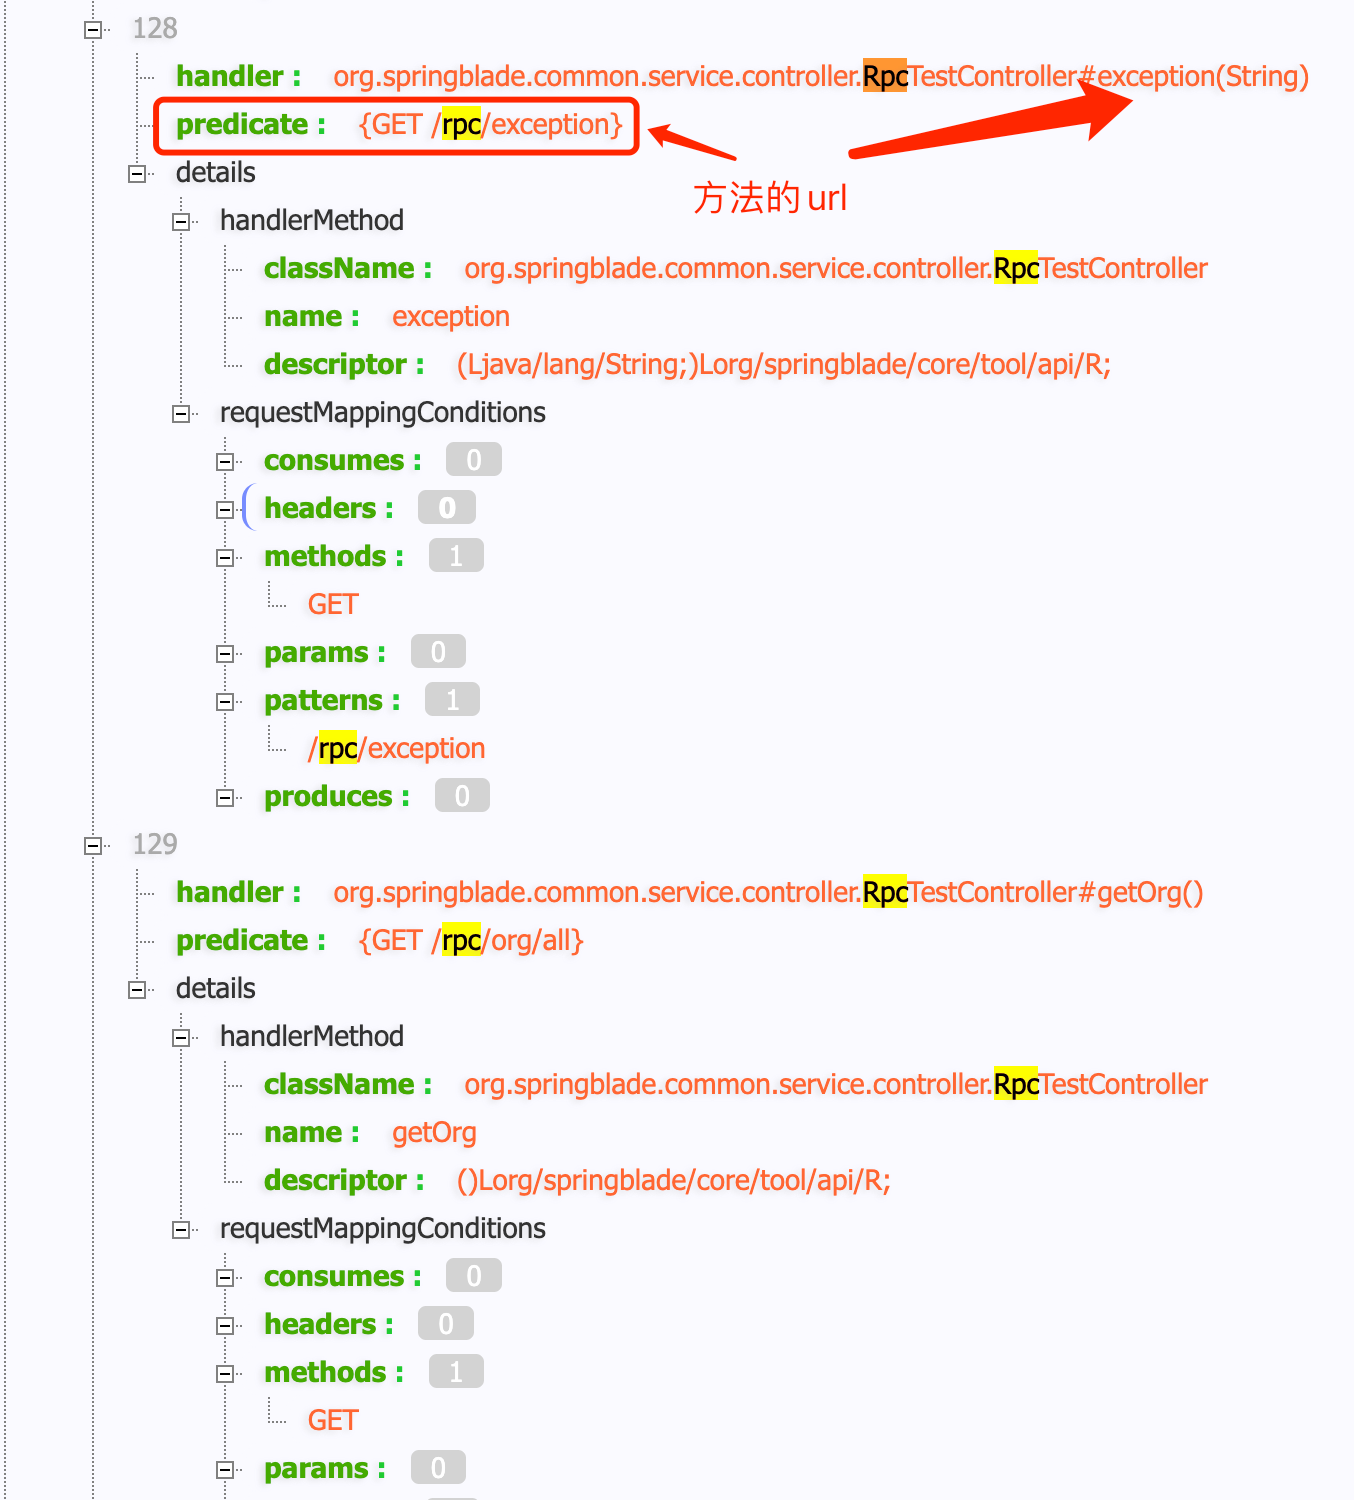 128
handler : org.springblade.common.service.controller.RpcTestController#exception(String)
predicate : {GET /rpc/exception}
details
方法的url
handlerMethod
className : org.springblade.common.service.controller.RpcTestController
name : exception
descriptor : (Ljava/lang/String;)Lorg/springblade/core/tool/api/R;
requestMappingConditions
consumes : 0
headers : 0
methods : 1
GET
params : 0
patterns : 1
/rpc/exception
produces : 0
129
handler : org.springblade.common.service.controller.RpcTestController#getOrg()
predicate : {GET /rpc/org/all}
details
handlerMethod
className : org.springblade.common.service.controller.RpcTestController
name : getOrg
descriptor : ()Lorg/springblade/core/tool/api/R;
requestMappingConditions
consumes : 0
headers : 0
methods : 1
GET
params : 0